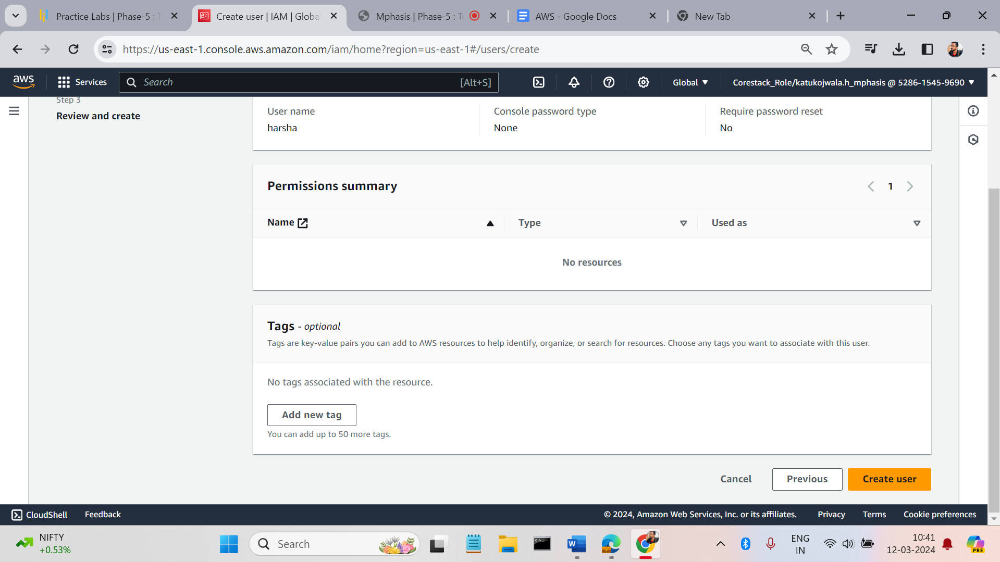 Practice Labs | Phase-5 : T
Create user | IAM | Global
Mphasis | Phase-5 : Te
AWS - Google Docs
New Tab
https://us-east-1.console.aws.amazon.com/iam/home?region=us-east-1#/users/create
aws
Services
Search
[Alt+S]
Global
Corestack_Role/katukojwala.h_mphasis @ 5286-1545-9690
Step 3
Review and create
User name
harsha
Console password type
None
Require password reset
No
Permissions summary
1
Name
Type
Used as
No resources
Tags - optional
Tags are key-value pairs you can add to AWS resources to help identify, organize, or search for resources. Choose any tags you want to associate with this user.
No tags associated with the resource.
Add new tag
You can add up to 50 more tags.
Cancel
Previous
Create user
CloudShell
Feedback
© 2024, Amazon Web Services, Inc. or its affiliates.
Privacy
Terms
Cookie preferences
NIFTY
+0.53%
Search
ENG
IN
10:41
12-03-2024
PRE